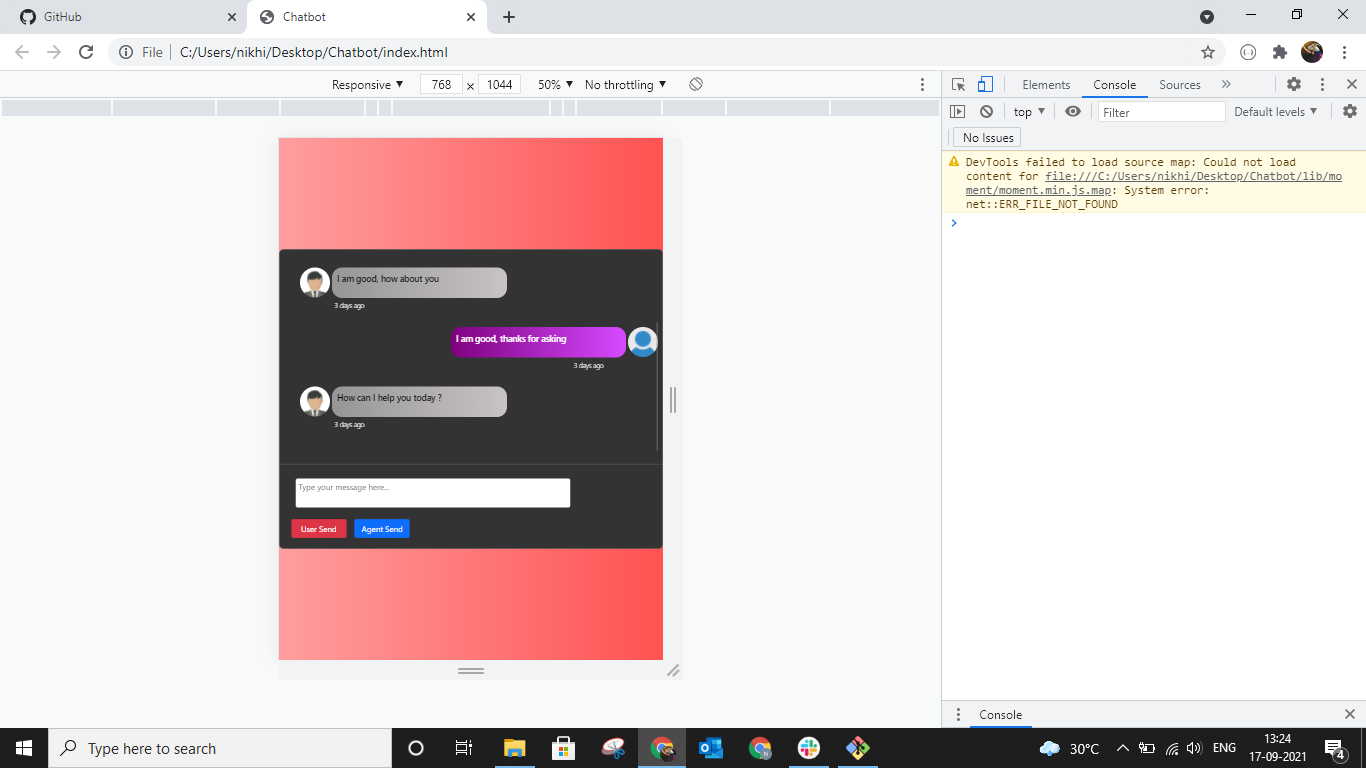 GitHub
Chatbot
File
C:/Users/nikhi/Desktop/Chatbot/index.html
Responsive
768 × 1044
50%
No throttling
Elements
Console
Sources
»
top
Filter
Default levels
No Issues
DevTools failed to load source map: Could not load
content for file:///C:/Users/nikhi/Desktop/Chatbot/lib/mo
ment/moment.min.js.map: System error:
net::ERR_FILE_NOT_FOUND
I am good, how about you
3 days ago
I am good, thanks for asking
3 days ago
How can I help you today ?
3 days ago
Type your message here...
User Send
Agent Send
Console
Type here to search
30°C
ENG
13:24
17-09-2021
4